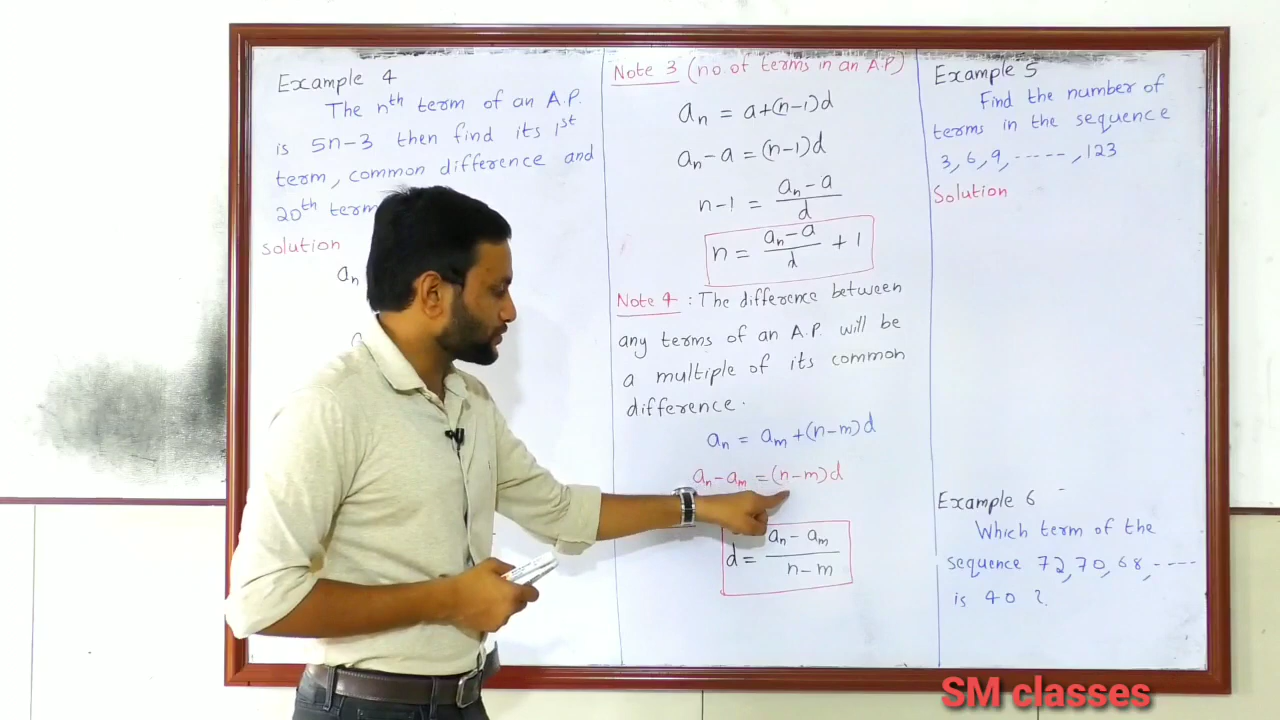 Example 4
The nth term of an A.P.
is 5n-3 then find its 1st
term, common difference and
20th term
solution
an
Note 3 (no. of terms in an A.P)
an = a+(n-1)d
an-a = (n-1)d
n-1 = an-a/d
n = an-a/d + 1
Note 4 : The difference between
any terms of an A.P. will be
a multiple of its common
difference.
an = am+(n-m)d
an-am = (n-m)d
d = an-am/n-m
Example 5
Find the number of
terms in the sequence
3, 6, 9, -----, 123
Solution
Example 6
Which term of the
sequence 72, 70, 68, ----
is 40 ?
SM classes